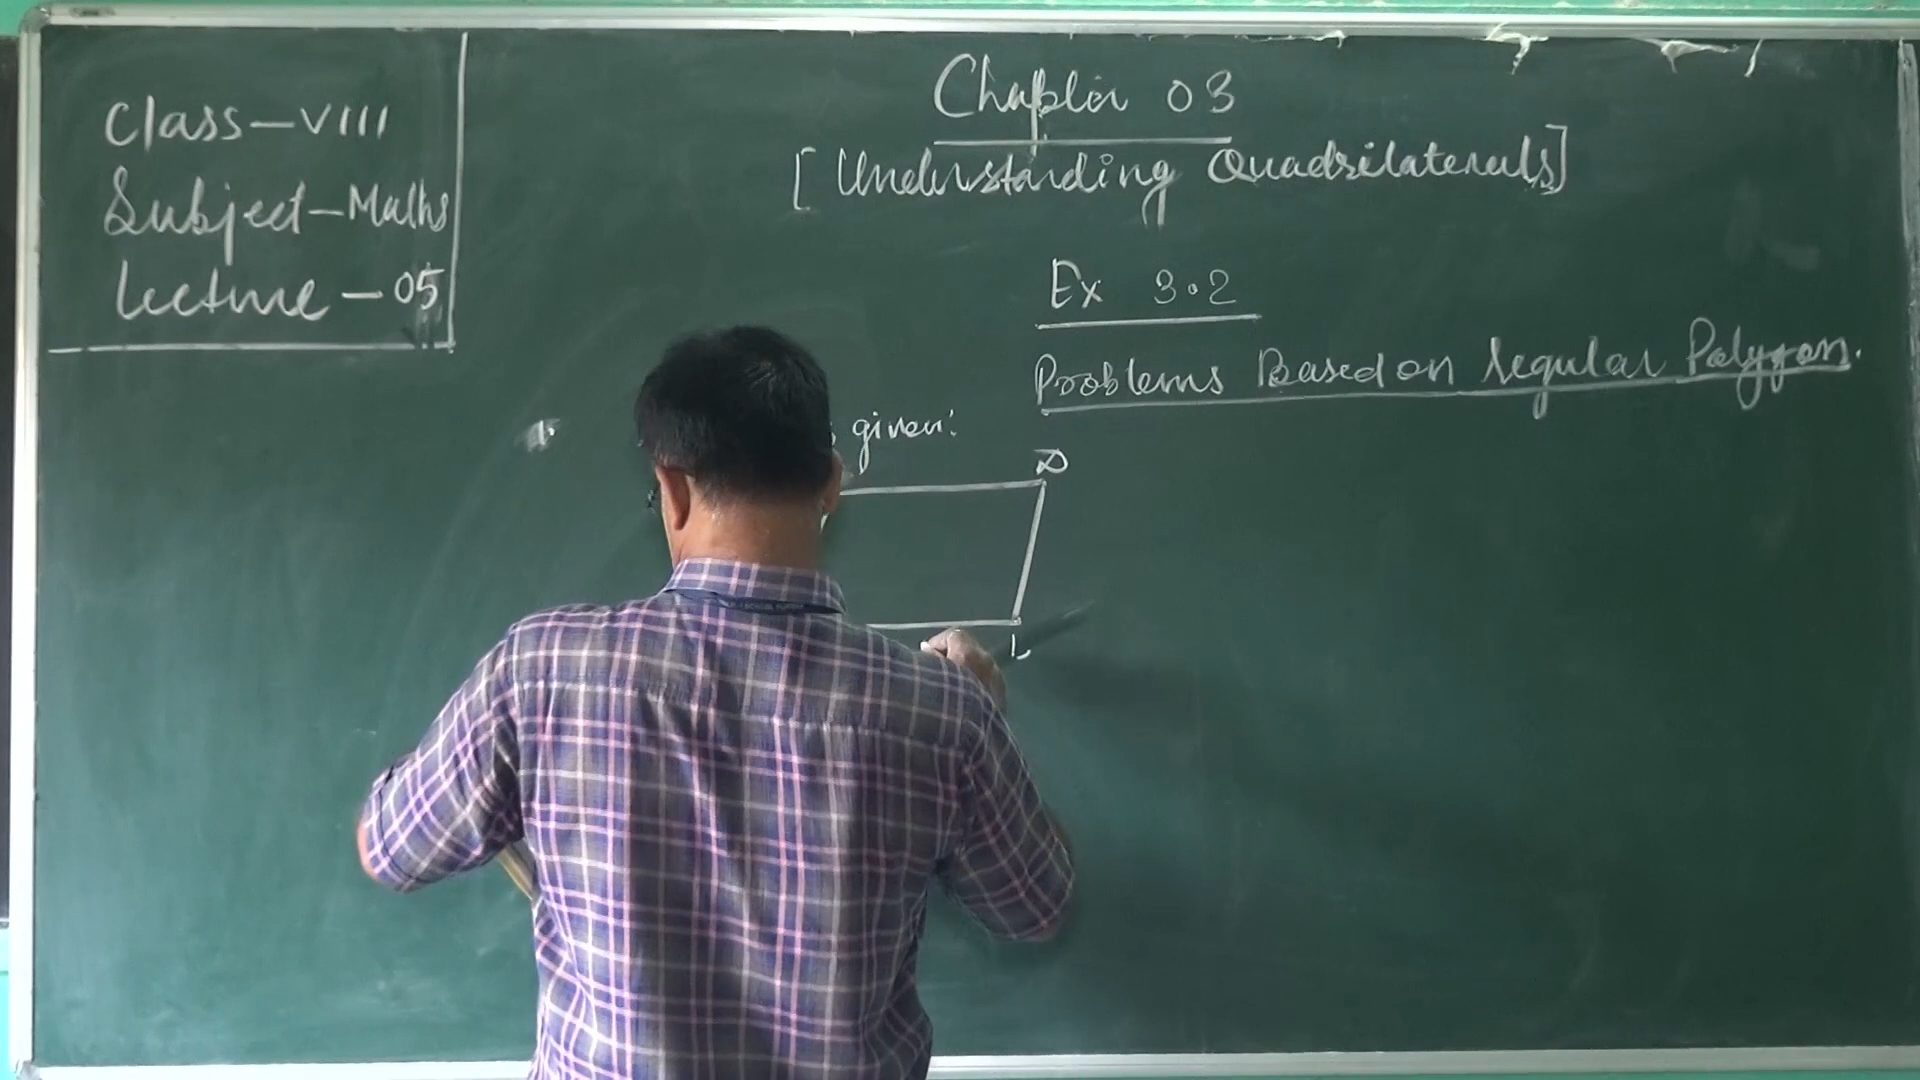 Class-VIII
Subject-Maths
Lecture-05
Chapter 03
[Understanding Quadrilaterals]
Ex 3.2
Problems Based on regular Polygon.
1.
given:
D
L